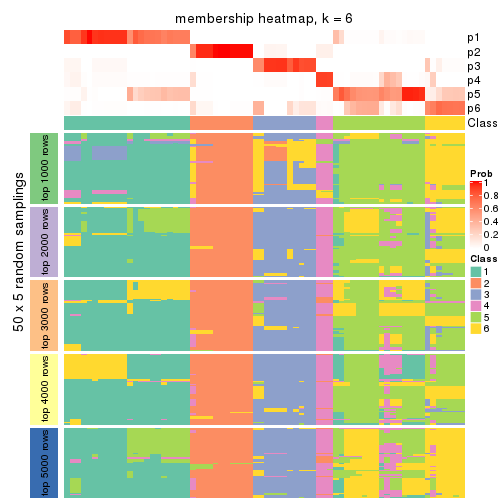 membership heatmap, k = 6
p1
p2
p3
p4
p5
p6
Class
50 x 5 random samplings
top 1000 rows
top 2000 rows
top 3000 rows
top 4000 rows
top 5000 rows
Prob
1
0.8
0.6
0.4
0.2
0
Class
1
2
3
4
5
6